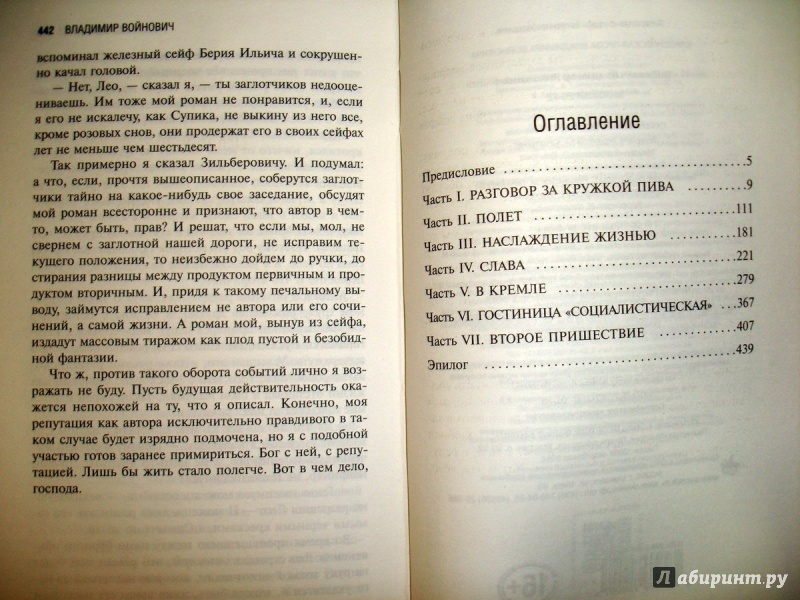 442 ВЛАДИМИР ВОЙНОВИЧ
вспоминал железный сейф Берия Ильича и сокрушен-
но качал головой.
— Нет, Лео, — сказал я, — ты заглотчиков недооце-
ниваешь. Им тоже мой роман не понравится, и, если
я его не искалечу, как Супика, не выкину из него все,
кроме розовых снов, они продержат его в своих сейфах
лет не меньше чем шестьдесят.
Так примерно я сказал Зильберовичу. И подумал:
а что, если, прочтя вышеописанное, соберутся заглот-
чики тайно на какое-нибудь свое заседание, обсудят
мой роман всесторонне и признают, что автор в чем-
то, может быть, прав? И решат, что если мы, мол, не
свернем с заглотной нашей дороги, не исправим те-
кущего положения, то неизбежно дойдем до ручки, до
стирания разницы между продуктом первичным и про-
дуктом вторичным. И, придя к такому печальному вы-
воду, займутся исправлением не автора или его сочи-
нений, а самой жизни. А роман мой, вынув из сейфа,
издадут массовым тиражом как плод пустой и безобид-
ной фантазии.
Что ж, против такого оборота событий лично я воз-
ражать не буду. Пусть будущая действительность ока-
жется непохожей на ту, что я описал. Конечно, моя
репутация как автора исключительно правдивого в та-
ком случае будет изрядно подмочена, но я с подобной
участью готов заранее примириться. Бог с ней, с репу-
тацией. Лишь бы жить стало полегче. Вот в чем дело,
господа.
Оглавление
Предисловие 5
Часть I. РАЗГОВОР ЗА КРУЖКОЙ ПИВА 9
Часть II. ПОЛЕТ 111
Часть III. НАСЛАЖДЕНИЕ ЖИЗНЬЮ 181
Часть IV. СЛАВА 221
Часть V. В КРЕМЛЕ 279
Часть VI. ГОСТИНИЦА «СОЦИАЛИСТИЧЕСКАЯ» 367
Часть VII. ВТОРОЕ ПРИШЕСТВИЕ 407
Эпилог 439
16+
Лабиринт.ру